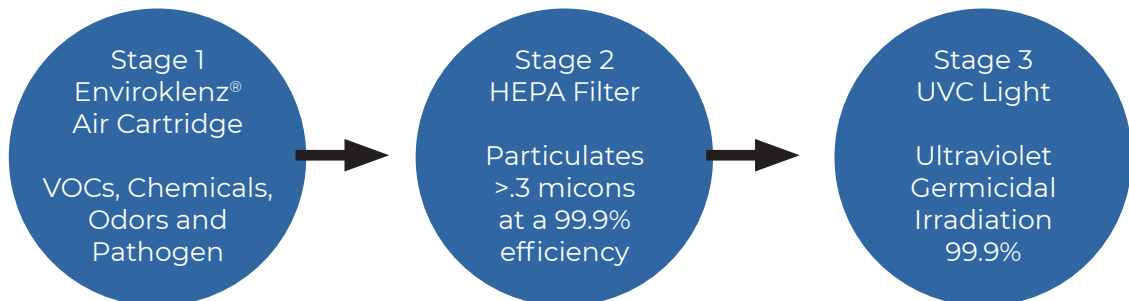 Stage 1
Enviroklenz®
Air Cartridge
VOCs, Chemicals,
Odors and
Pathogen
Stage 2
HEPA Filter
Particulates
>.3 micons
at a 99.9%
efficiency
Stage 3
UVC Light
Ultraviolet
Germicidal
Irradiation
99.9%